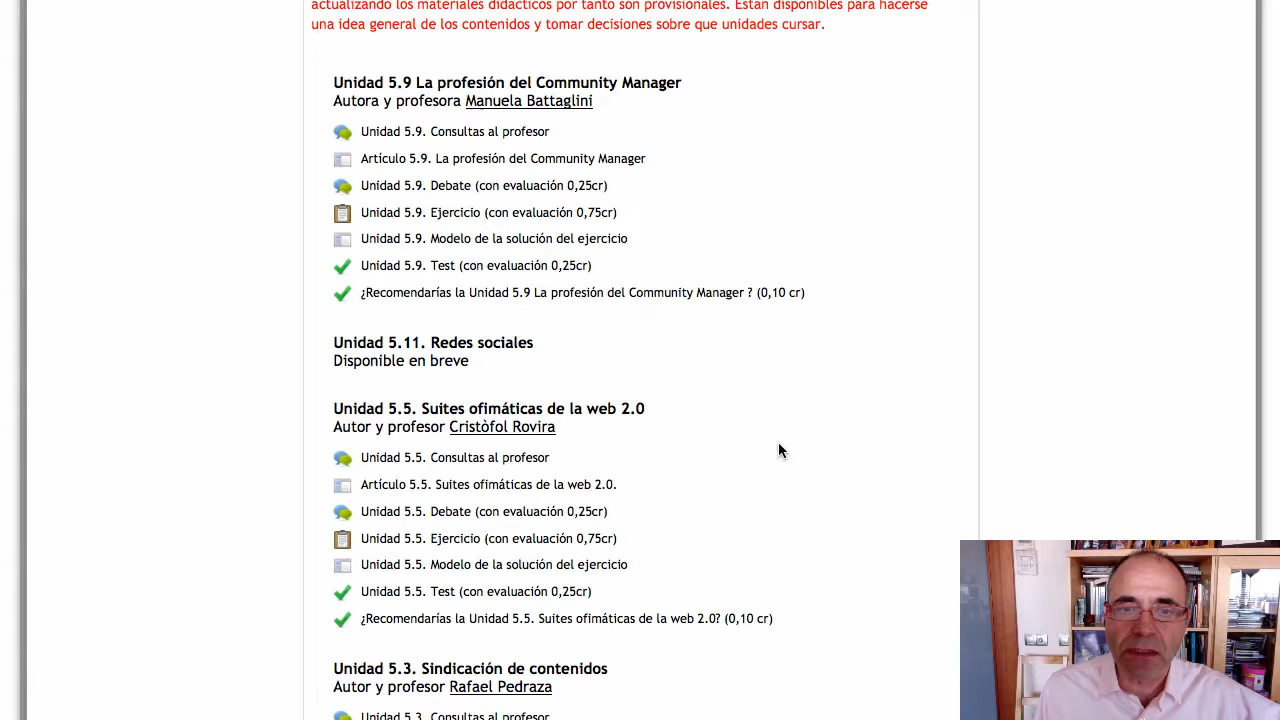 actualizando los materiales didácticos por tanto son provisionales. Están disponibles para hacerse
una idea general de los contenidos y tomar decisiones sobre que unidades cursar.
Unidad 5.9 La profesión del Community Manager
Autora y profesora Manuela Battaglini
Unidad 5.9. Consultas al profesor
Artículo 5.9. La profesión del Community Manager
Unidad 5.9. Debate (con evaluación 0,25cr)
Unidad 5.9. Ejercicio (con evaluación 0,75cr)
Unidad 5.9. Modelo de la solución del ejercicio
Unidad 5.9. Test (con evaluación 0,25cr)
¿Recomendarías la Unidad 5.9 La profesión del Community Manager ? (0,10 cr)
Unidad 5.11. Redes sociales
Disponible en breve
Unidad 5.5. Suites ofimáticas de la web 2.0
Autor y profesor Cristòfol Rovira
Unidad 5.5. Consultas al profesor
Artículo 5.5. Suites ofimáticas de la web 2.0.
Unidad 5.5. Debate (con evaluación 0,25cr)
Unidad 5.5. Ejercicio (con evaluación 0,75cr)
Unidad 5.5. Modelo de la solución del ejercicio
Unidad 5.5. Test (con evaluación 0,25cr)
¿Recomendarías la Unidad 5.5. Suites ofimáticas de la web 2.0? (0,10 cr)
Unidad 5.3. Sindicación de contenidos
Autor y profesor Rafael Pedraza
Unidad 5.3. Consultas al profesor